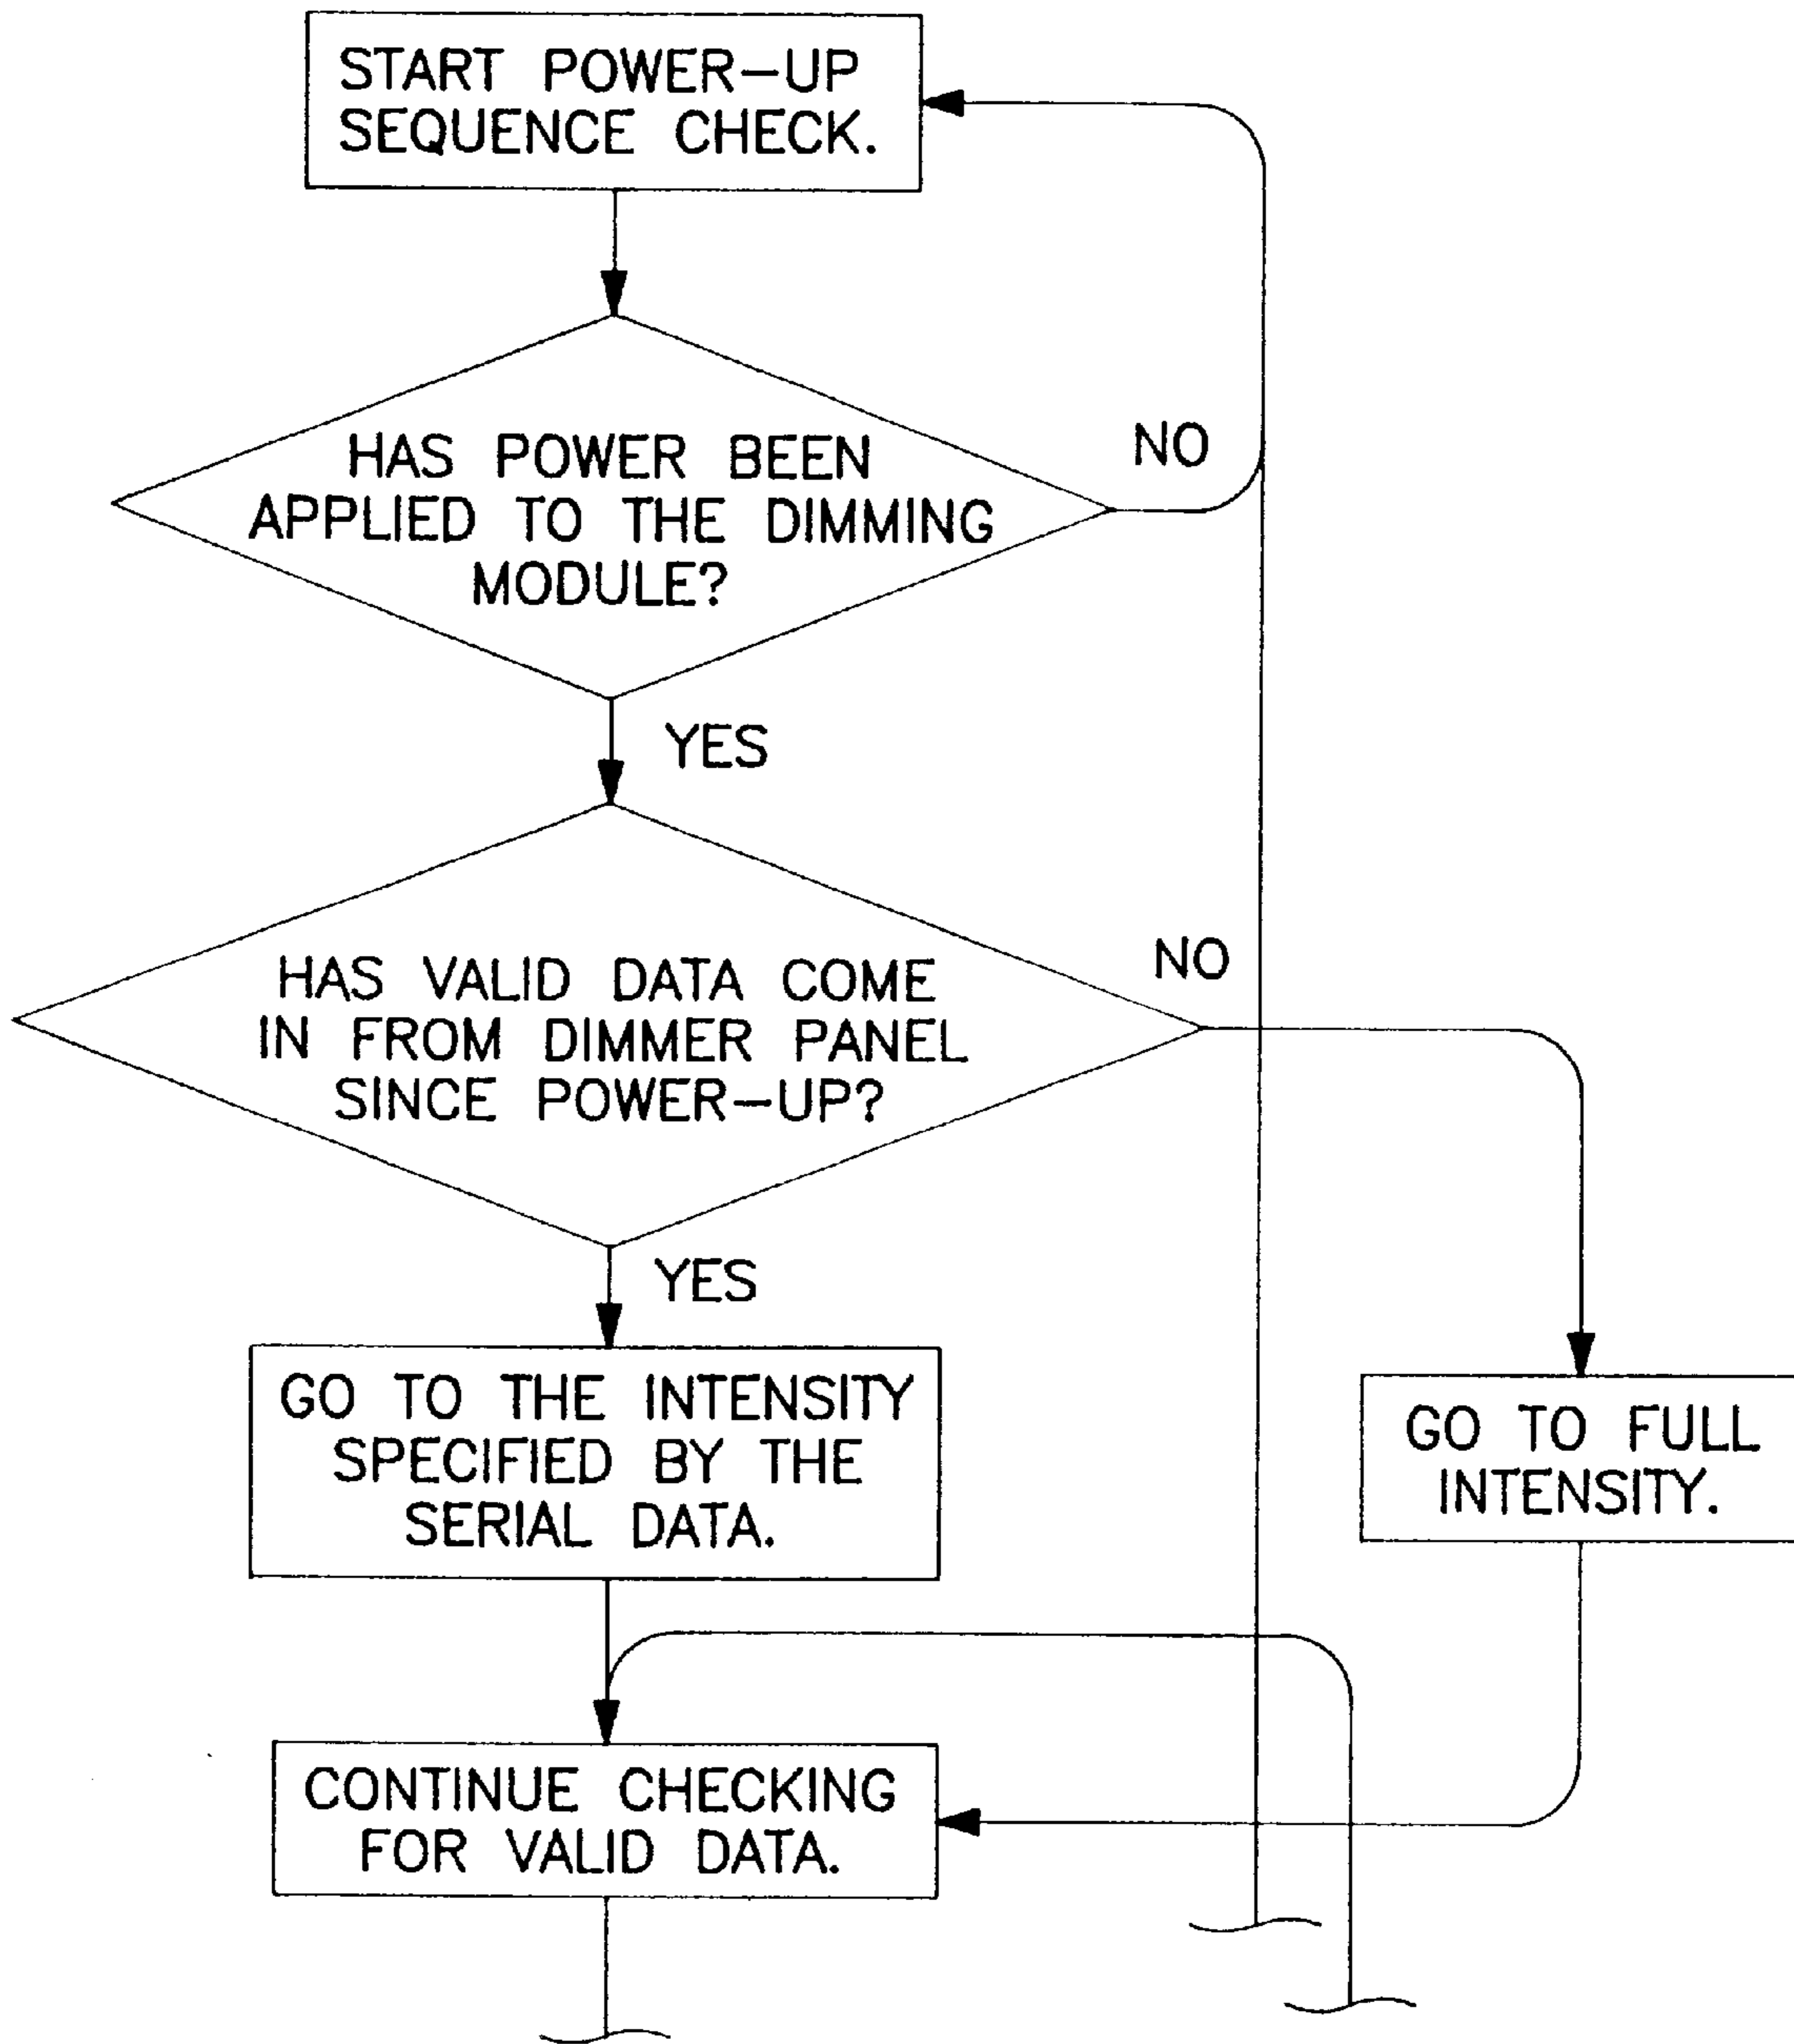 START POWER-UP
SEQUENCE CHECK.
HAS POWER BEEN
APPLIED TO THE DIMMING
MODULE?
NO
YES
HAS VALID DATA COME
IN FROM DIMMER PANEL
SINCE POWER-UP?
NO
YES
GO TO THE INTENSITY
SPECIFIED BY THE
SERIAL DATA.
GO TO FULL
INTENSITY.
CONTINUE CHECKING
FOR VALID DATA.